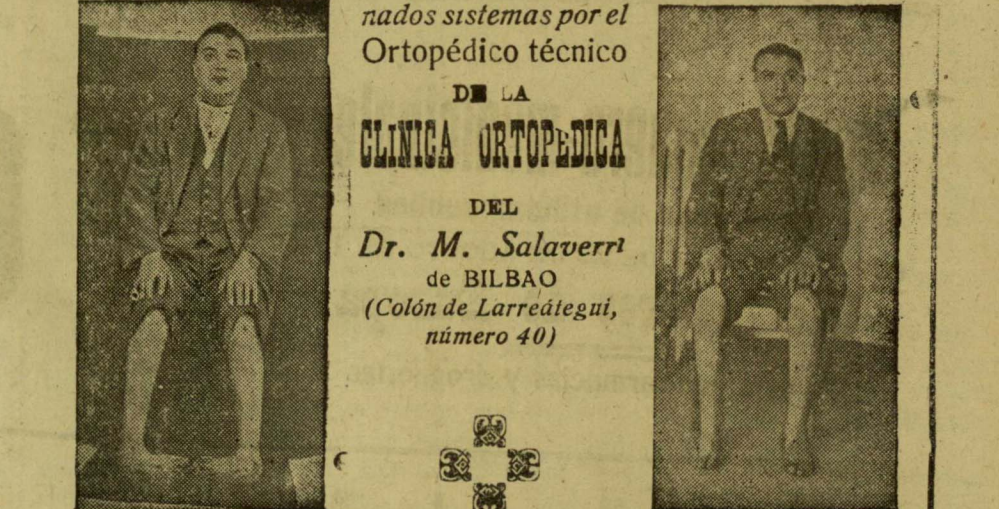 nados sistemas por el
Ortopédico técnico
DE LA
CLINICA ORTOPEDICA
DEL
Dr. M. Salaverri
de BILBAO
(Colón de Larreátegui,
número 40)